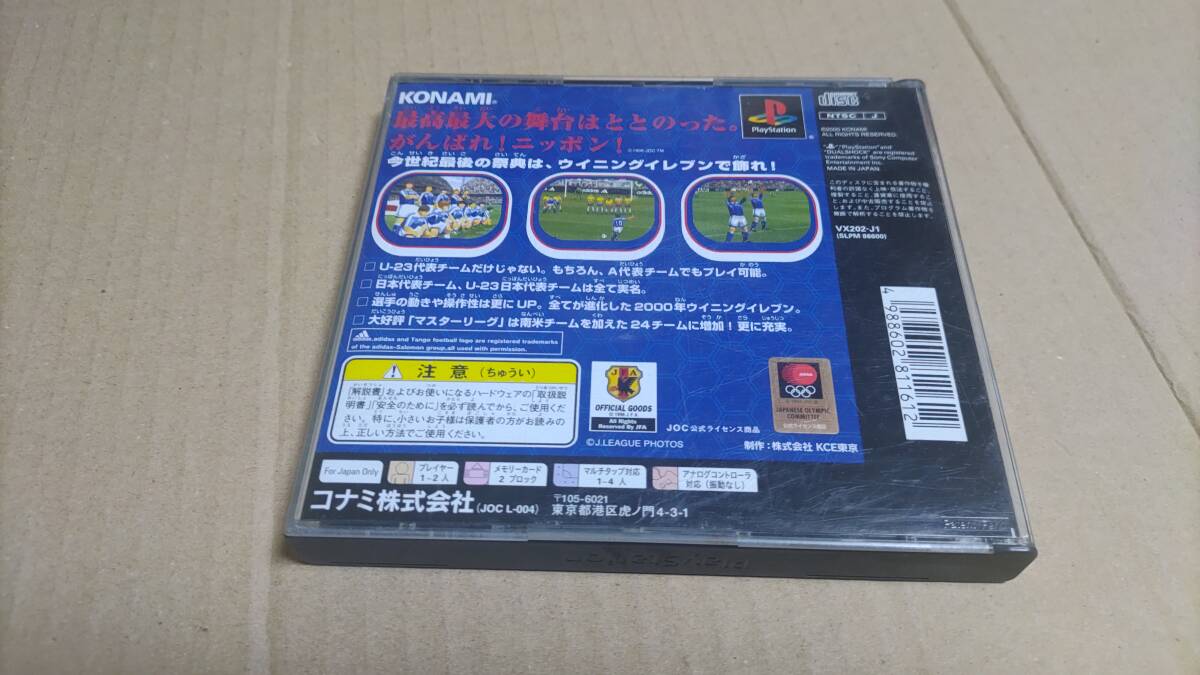 KONAMI
最高最大の舞台はととのった。
がんばれ!ニッポン!
©1998 JOC TM
今世紀最後の祭典は、ウイニングイレブンで飾れ!
PlayStation
disc
NTSC J
©2000 KONAMI
ALL RIGHTS RESERVED.
"PlayStation" and
"DUALSHOCK" are registered
trademarks of Sony Computer
Entertainment Inc.
MADE IN JAPAN
VX202-J1
(SLPM 86600)
4 988602 811612
□ U-23代表チームだけじゃない。もちろん、A代表チームでもプレイ可能。
□ 日本代表チーム、U-23日本代表チームは全て実名。
□ 選手の動きや操作性は更にUP。全てが進化した2000年ウイニングイレブン。
□ 大好評「マスターリーグ」は南米チームを加えた24チームに増加!更に充実。
adidas
.adidas and Tango football logo are registered trademarks
of the adidas-Salomon group,all used with permission.
注意(ちゅうい)
「解説書」およびお使いになるハードウェアの「取扱説
明書」「安全のために」を必ず読んでから、ご使用くだ
さい。特に、小さいお子様は保護者の方がお読みの
上、正しい方法でご使用ください。
JFA
OFFICIAL GOODS
© 1996 J.F.A
All Rights
Reserved By JFA
©J.LEAGUE PHOTOS
JAPANESE OLYMPIC
COMMITTEE
公式ライセンス商品
JOC公式ライセンス商品
制作:株式会社 KCE東京
For Japan Only
プレイヤー
1~2 人
メモリーカード
2 ブロック
マルチタップ対応
1~4 人
アナログコントローラ
対応(振動なし)
コナミ株式会社(JOC L-004)
〒105-6021
東京都港区虎ノ門4-3-1
PlayStation